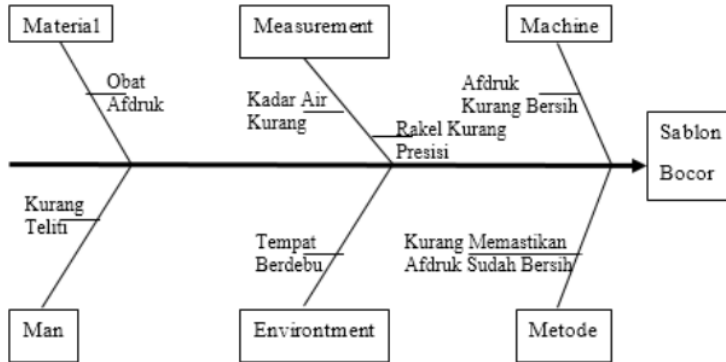 Material
Measurement
Machine
Obat
Afdruk
Kadar Air
Kurang
Rakel Kurang
Presisi
Afdruk
Kurang Bersih
Sablon
Bocor
Kurang
Teliti
Tempat
Berdebu
Kurang Memastikan
Afdruk Sudah Bersih
Man
Environtment
Metode